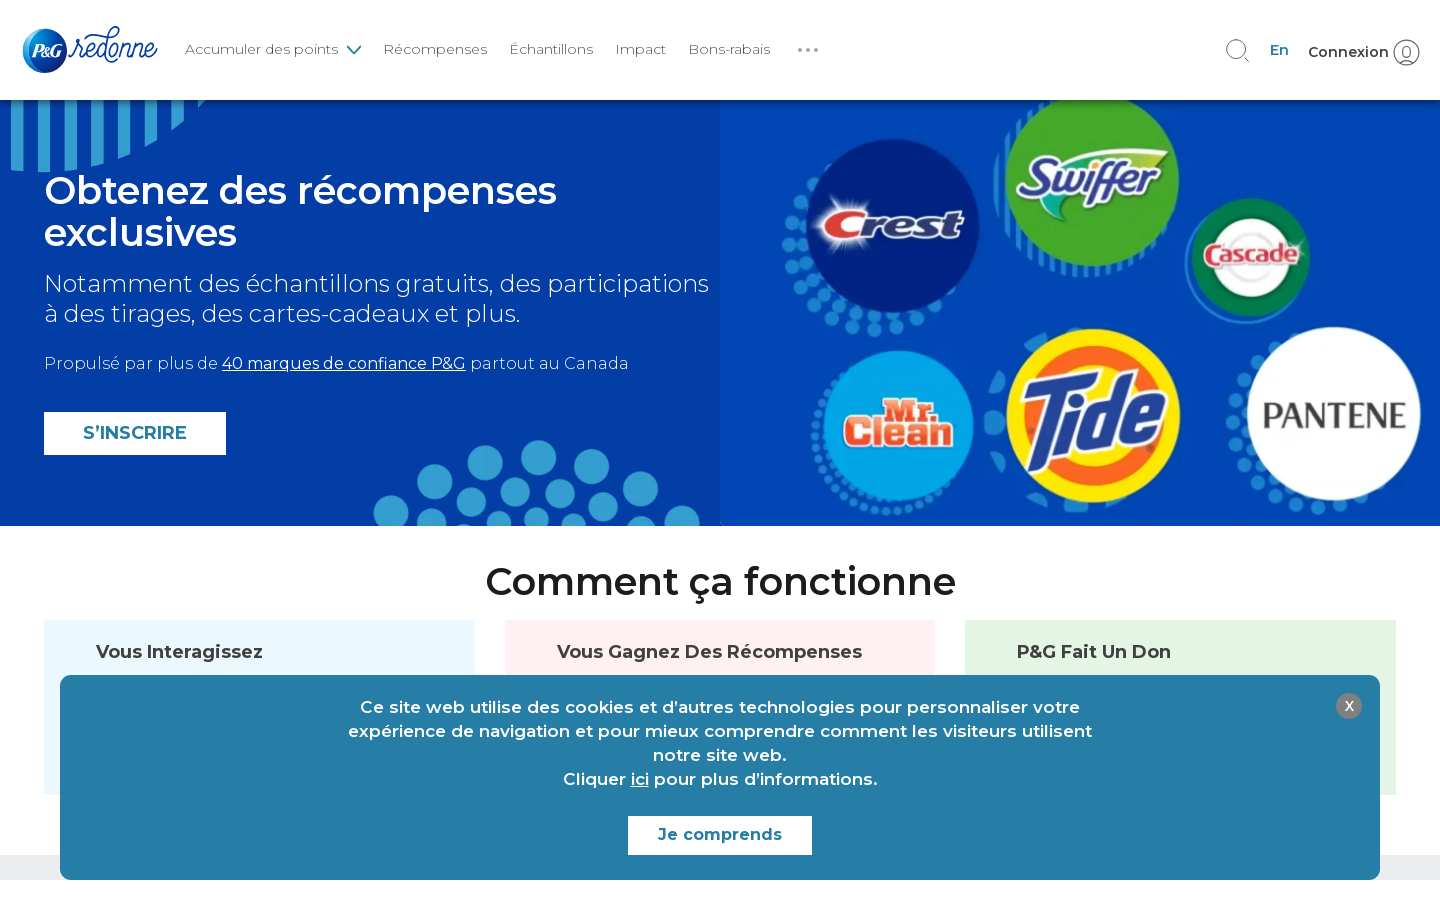 P&G redonne
Accumuler des points
Récompenses
Échantillons
Impact
Bons-rabais
En
Connexion
Obtenez des récompenses
exclusives
Notamment des échantillons gratuits, des participations
à des tirages, des cartes-cadeaux et plus.
Propulsé par plus de 40 marques de confiance P&G partout au Canada
S’INSCRIRE
Crest
Swiffer
Cascade
Mr.
Clean
Tide
PANTENE
Comment ça fonctionne
Vous Interagissez
Vous Gagnez Des Récompenses
P&G Fait Un Don
Ce site web utilise des cookies et d’autres technologies pour personnaliser votre
expérience de navigation et pour mieux comprendre comment les visiteurs utilisent
notre site web.
Cliquer ici pour plus d’informations.
X
Je comprends